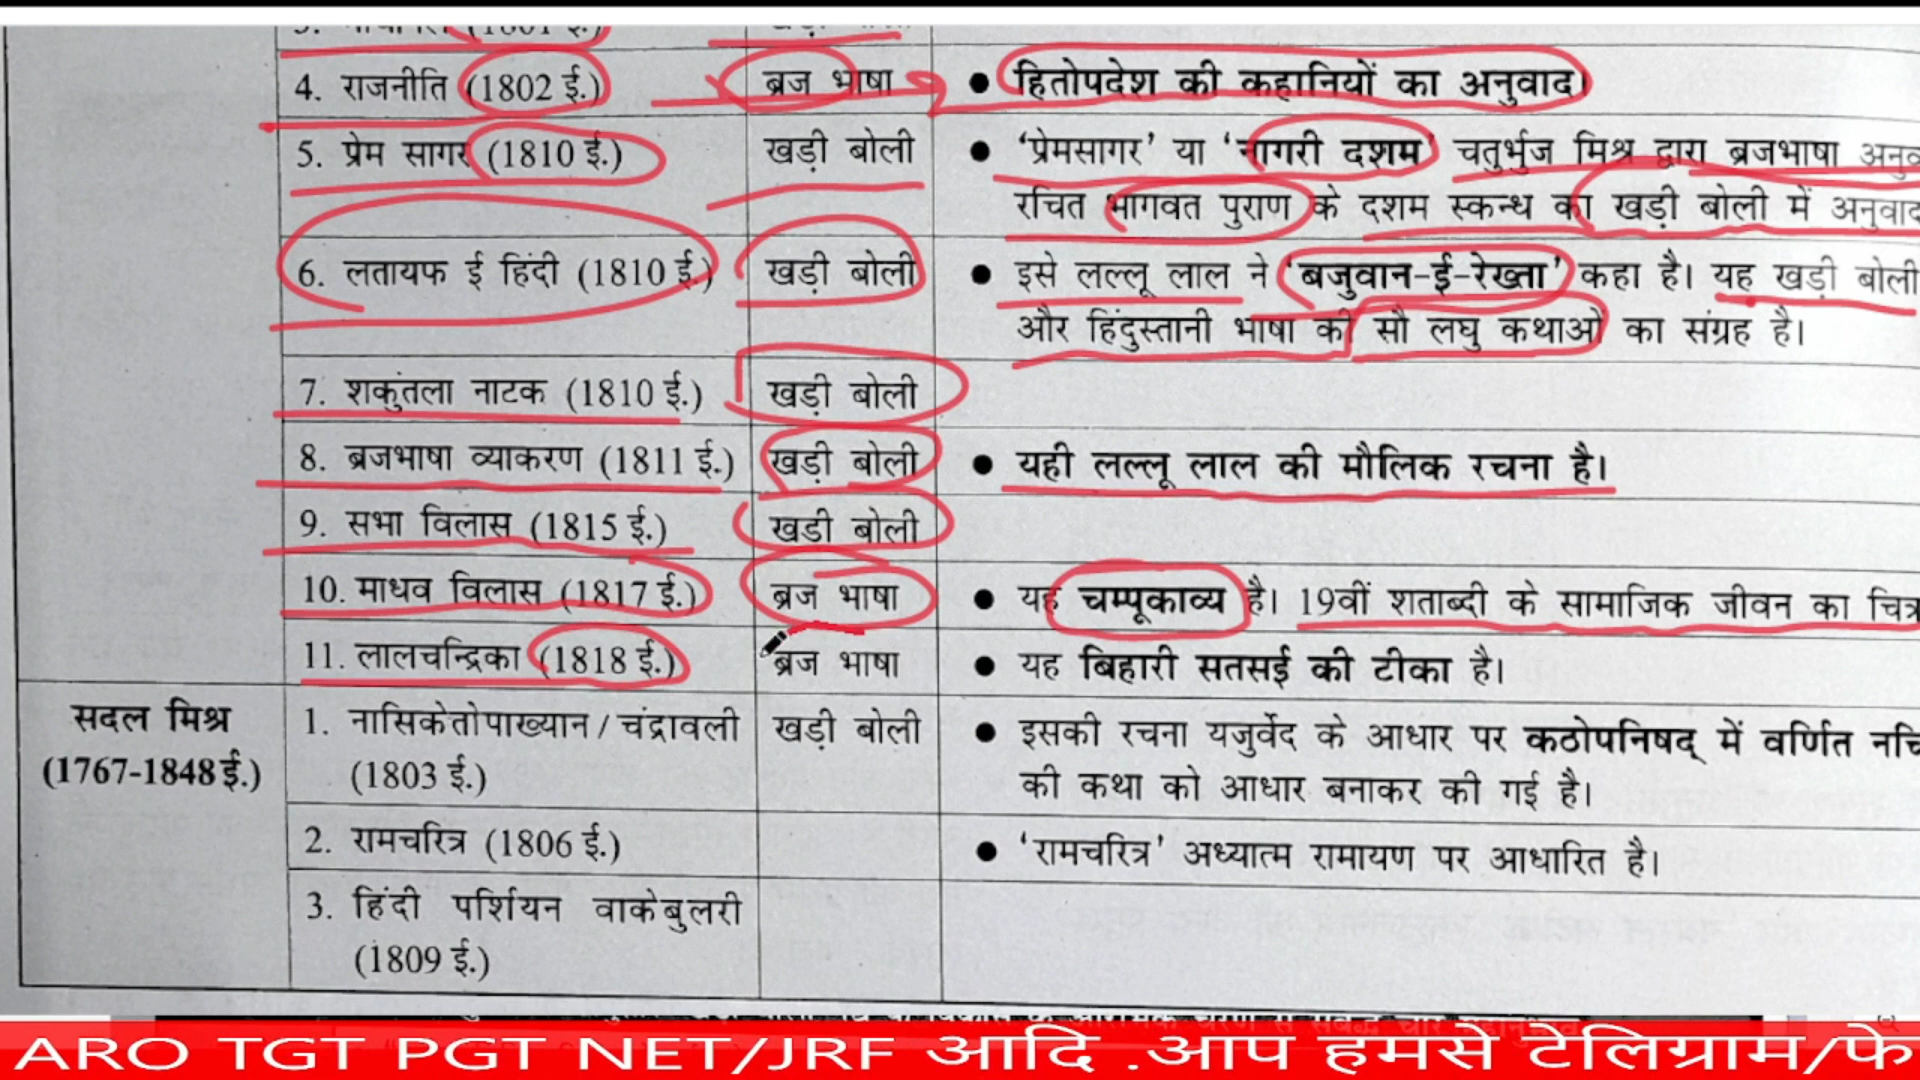 4. राजनीति (1802 ई.) ब्रज भाषा ● हितोपदेश की कहानियों का अनुवाद।
5. प्रेम सागर (1810 ई.) खड़ी बोली ● 'प्रेमसागर' या 'नागरी दशम' चतुर्भुज मिश्र द्वारा ब्रजभाषा
रचित भागवत पुराण के दशम स्कन्ध का खड़ी बोली में अनुवाद
6. लतायफ ई हिंदी (1810 ई.) खड़ी बोली ● इसे लल्लू लाल ने 'बजुवान-ई-रेख्ता' कहा है। यह खड़ी बोली
और हिंदुस्तानी भाषा की सौ लघु कथाओं का संग्रह है।
7. शकुंतला नाटक (1810 ई.) खड़ी बोली
8. ब्रजभाषा व्याकरण (1811 ई.) खड़ी बोली ● यही लल्लू लाल की मौलिक रचना है।
9. सभा विलास (1815 ई.) खडी बोली
10. माधव विलास (1817 ई.) ब्रज भाषा ● यह चम्पूकाव्य है। 19वीं शताब्दी के सामाजिक जीवन का
11. लालचन्द्रिका (1818 ई.) ब्रज भाषा ● यह बिहारी सतसई की टीका है।
सदल मिश्र 1. नासिकेतोपाख्यान / चंद्रावली खड़ी बोली ● इसकी रचना यजुर्वेद के आधार पर कठोपनिषद् में वर्णित
(1767-1848 ई.) (1803 ई.) की कथा को आधार बनाकर की गई है।
2. रामचरित्र (1806 ई.) ● 'रामचरित्र' अध्यात्म रामायण पर आधारित है।
3. हिंदी पर्शियन वाकेबुलरी
(1809 ई.)
ARO TGT PGT NET/JRF आदि .आप हमसे टेलिग्राम/फे